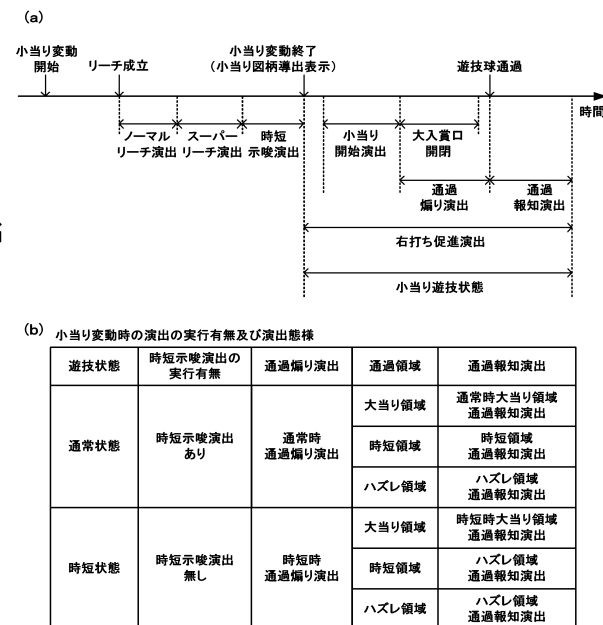 (a)
小当り変動
開始
リーチ成立
小当り変動終了
(小当り図柄導出表示)
遊技球通過
時間
ノーマル
リーチ演出
スーパー
リーチ演出
時短
示唆演出
小当り
開始演出
大入賞口
開閉
通過
煽り演出
通過
報知演出
右打ち促進演出
小当り遊技状態
(b)
小当り変動時の演出の実行有無及び演出態様
遊技状態
時短示唆演出の
実行有無
通過煽り演出
通過領域
通過報知演出
通常状態
時短示唆演出
あり
通常時
通過煽り演出
大当り領域
通常時大当り領域
通過報知演出
時短領域
時短領域
通過報知演出
ハズレ領域
ハズレ領域
通過報知演出
時短状態
時短示唆演出
無し
時短時
通過煽り演出
大当り領域
時短時大当り領域
通過報知演出
時短領域
ハズレ領域
通過報知演出
ハズレ領域
ハズレ領域
通過報知演出